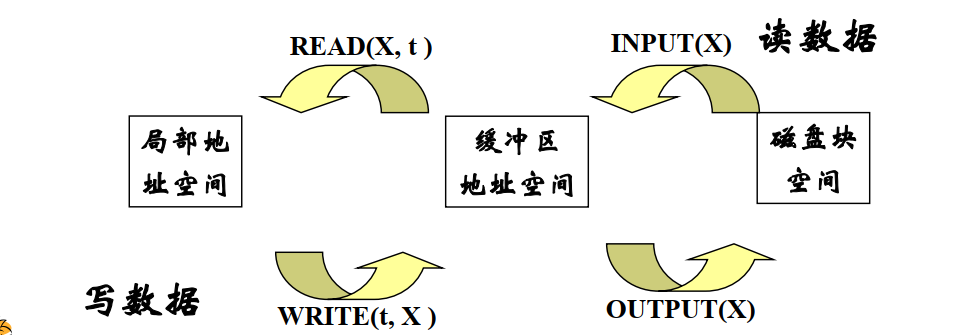 READ(X, t )
INPUT(X)
读数据
局部地
址空间
缓冲区
地址空间
磁盘块
空间
写数据
WRITE(t, X )
OUTPUT(X)